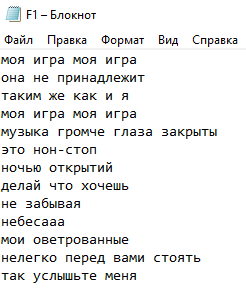 F1 – Блокнот
Файл Правка Формат Вид Справка
моя игра моя игра
она не принадлежит
таким же как и я
моя игра моя игра
музыка громче глаза закрыты
это нон-стоп
ночью открытий
делай что хочешь
не забывая
небесааа
мои оветрованные
нелегко перед вами стоять
так услышьте меня